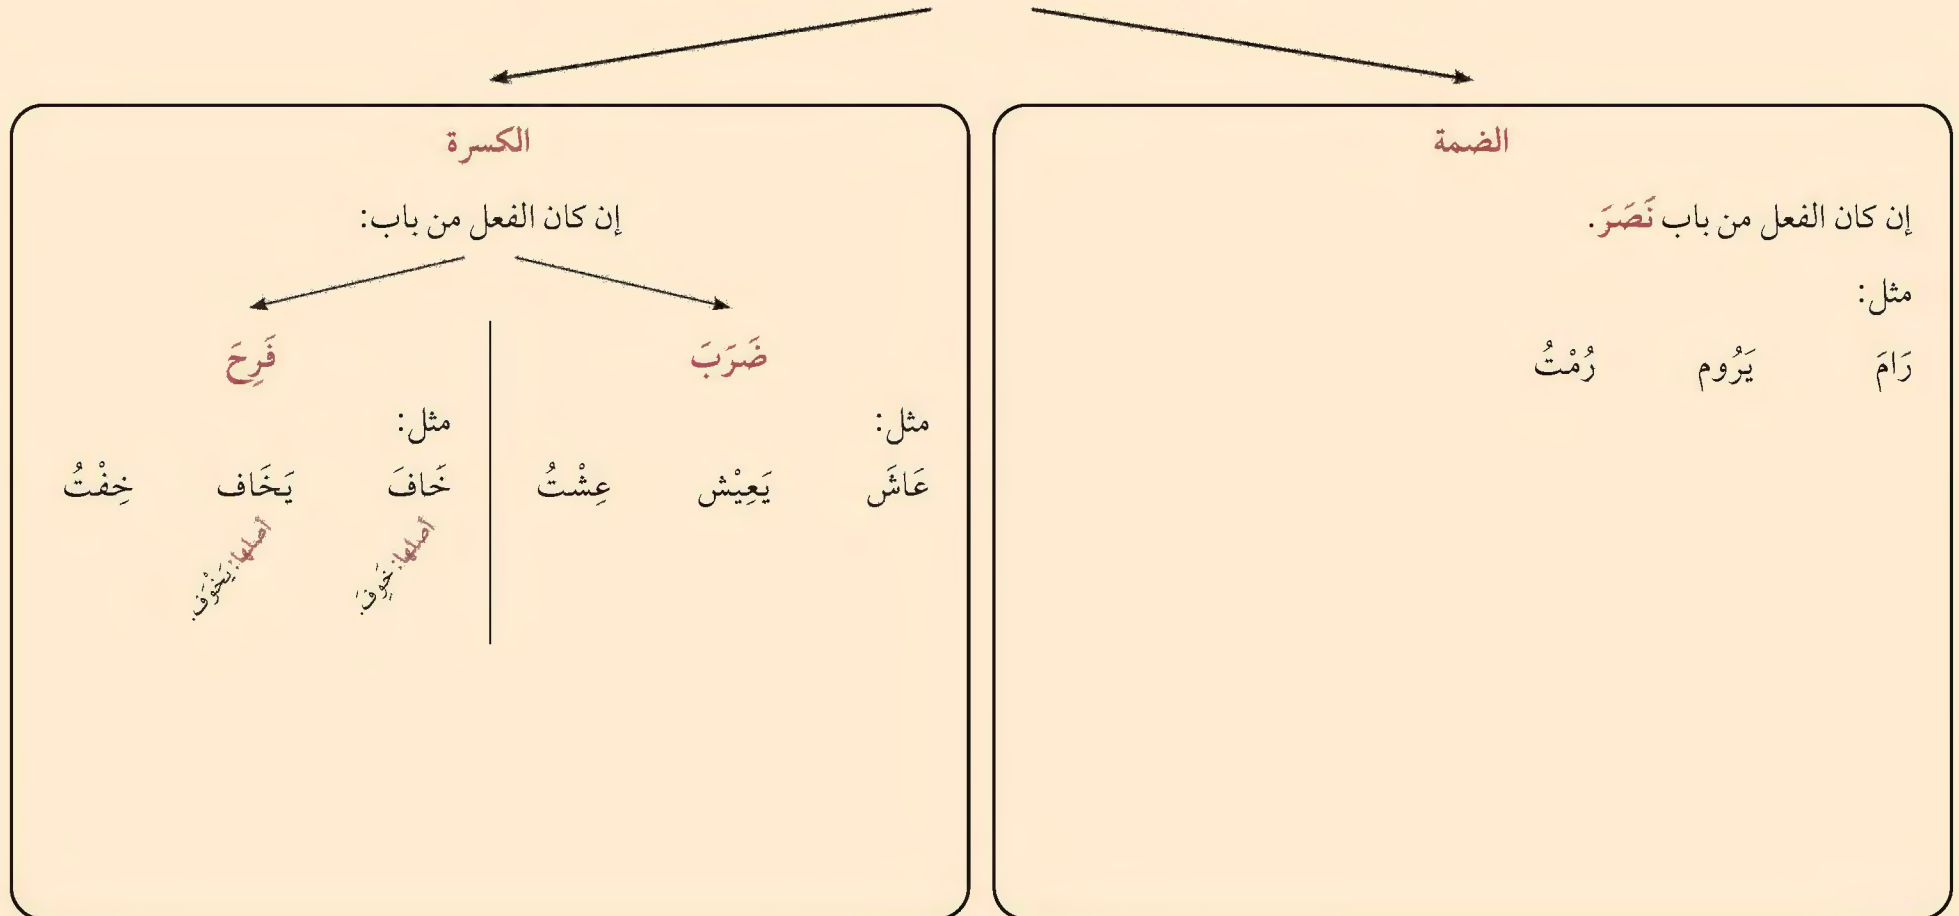 الضمة
إن كان الفعل من باب نَصَرَ.
مثل:
رَامَ يَرُوم رُمْتُ
الكسرة
إن كان الفعل من باب:
ضَرَبَ
مثل:
عَاشَ يَعِيْش عِشْتُ
فَرِحَ
مثل:
خَافَ يَخَاف خِفْتُ
أصلها: خَوِفَ.
أصلها: يَخْوَف.